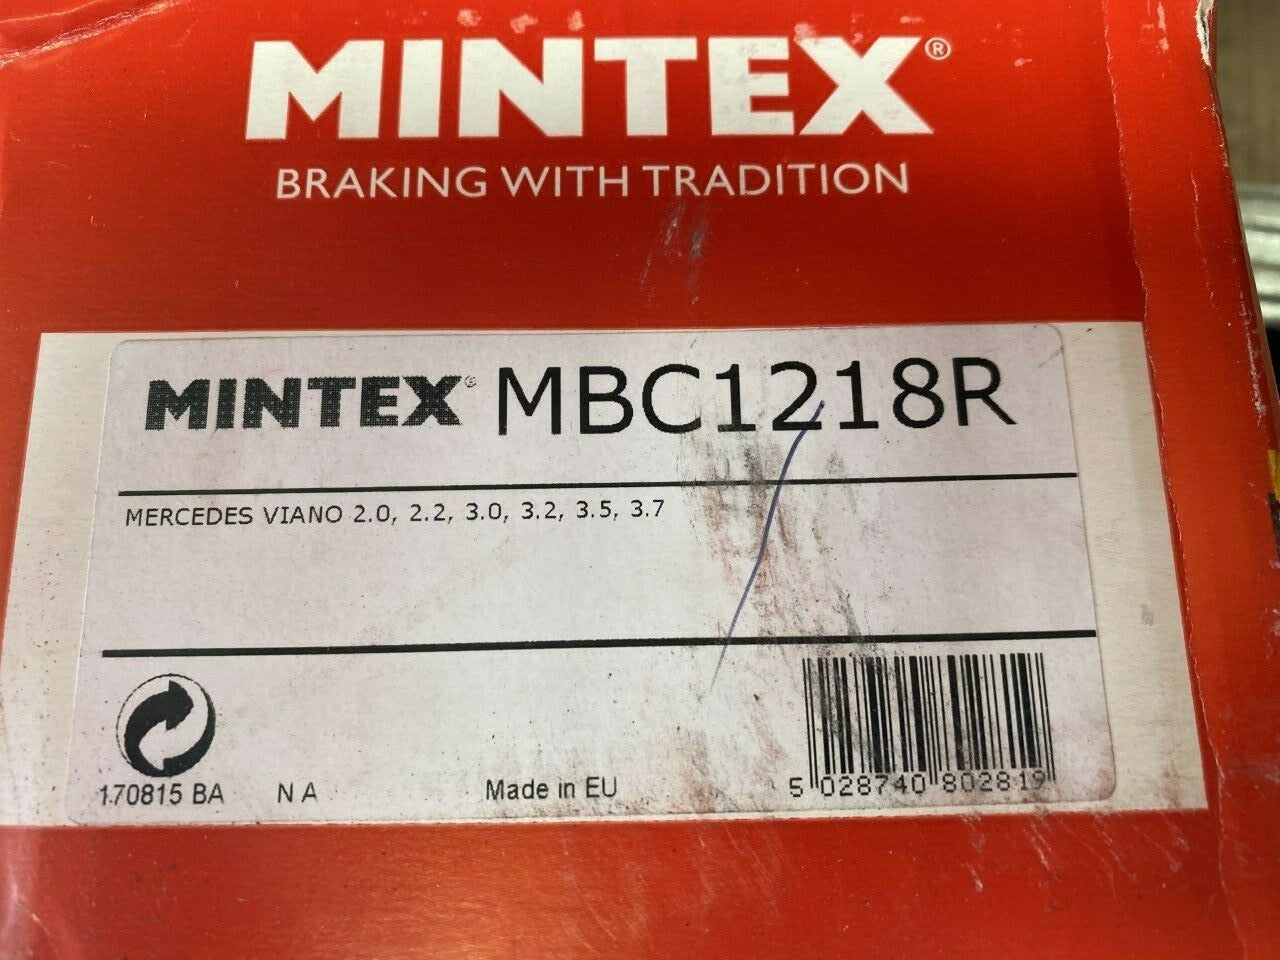 MINTEX®
BRAKING WITH TRADITION
MINTEX® MBC1218R
MERCEDES VIANO 2.0, 2.2, 3.0, 3.2, 3.5, 3.7
170815 BA NA Made in EU 5 028740 802819